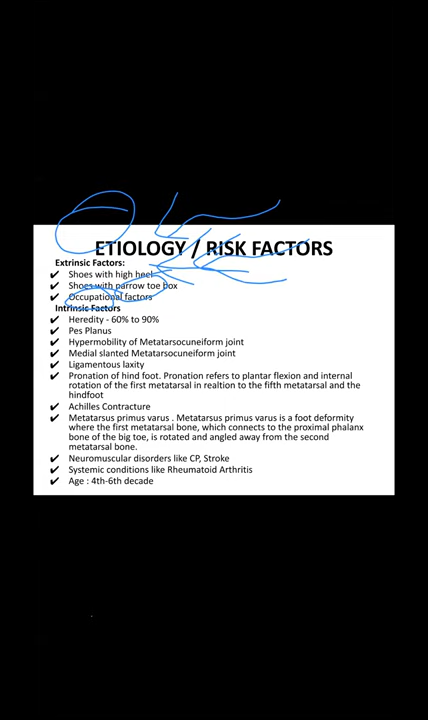 ETIOLOGY / RISK FACTORS
Extrinsic Factors:
✔ Shoes with high heel
✔ Shoes with narrow toe box
✔ Occupational factors
Intrinsic Factors
✔ Heredity - 60% to 90%
✔ Pes Planus
✔ Hypermobility of Metatarsocuneiform joint
✔ Medial slanted Metatarsocuneiform joint
✔ Ligamentous laxity
✔ Pronation of hind foot. Pronation refers to plantar flexion and internal
rotation of the first metatarsal in realtion to the fifth metatarsal and the
hindfoot
✔ Achilles Contracture
✔ Metatarsus primus varus . Metatarsus primus varus is a foot deformity
where the first metatarsal bone, which connects to the proximal phalanx
bone of the big toe, is rotated and angled away from the second
metatarsal bone.
✔ Neuromuscular disorders like CP, Stroke
✔ Systemic conditions like Rheumatoid Arthritis
✔ Age : 4th-6th decade